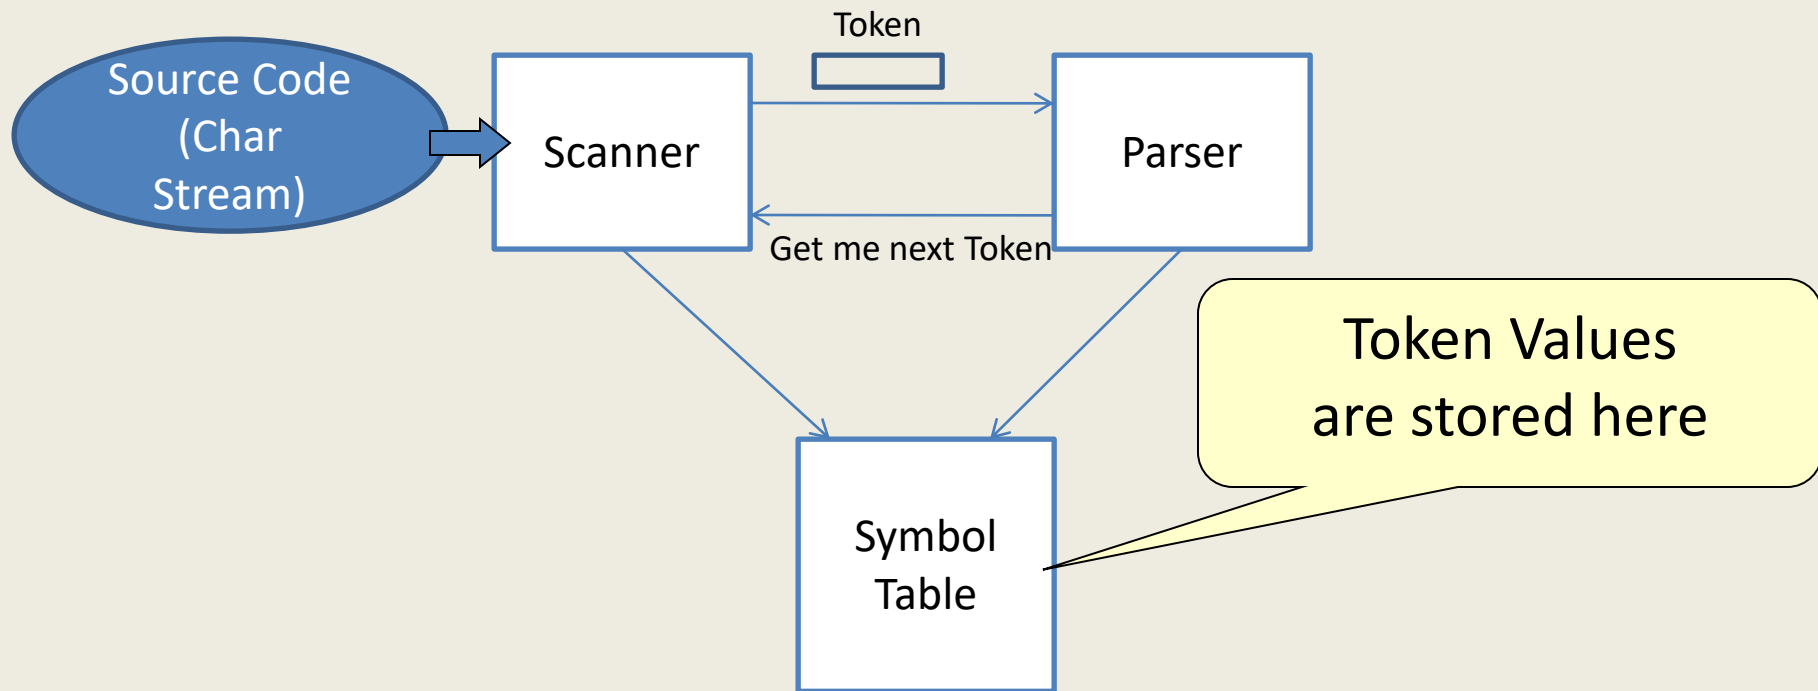 Token
Source Code
(Char
Stream)
Scanner
Parser
Get me next Token
Token Values
are stored here
Symbol
Table